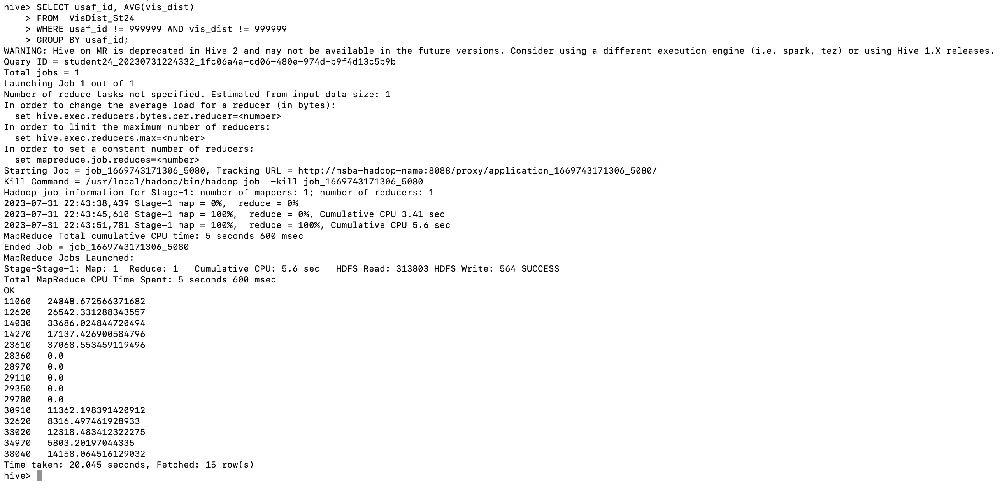 hive> SELECT usaf_id, AVG(vis_dist)
    > FROM  VisDist_St24
    > WHERE usaf_id != 999999 AND vis_dist != 999999
    > GROUP BY usaf_id;
WARNING: Hive-on-MR is deprecated in Hive 2 and may not be available in the future versions. Consider using a different execution engine (i.e. spark, tez) or using Hive 1.X releases.
Query ID = student24_20230731224332_1fc06a4a-cd06-480e-974d-b9f4d13c5b9b
Total jobs = 1
Launching Job 1 out of 1
Number of reduce tasks not specified. Estimated from input data size: 1
In order to change the average load for a reducer (in bytes):
  set hive.exec.reducers.bytes.per.reducer=<number>
In order to limit the maximum number of reducers:
  set hive.exec.reducers.max=<number>
In order to set a constant number of reducers:
  set mapreduce.job.reduces=<number>
Starting Job = job_1669743171306_5080, Tracking URL = http://msba-hadoop-name:8088/proxy/application_1669743171306_5080/
Kill Command = /usr/local/hadoop/bin/hadoop job  -kill job_1669743171306_5080
Hadoop job information for Stage-1: number of mappers: 1; number of reducers: 1
2023-07-31 22:43:38,439 Stage-1 map = 0%,  reduce = 0%
2023-07-31 22:43:45,610 Stage-1 map = 100%,  reduce = 0%, Cumulative CPU 3.41 sec
2023-07-31 22:43:51,781 Stage-1 map = 100%,  reduce = 100%, Cumulative CPU 5.6 sec
MapReduce Total cumulative CPU time: 5 seconds 600 msec
Ended Job = job_1669743171306_5080
MapReduce Jobs Launched:
Stage-Stage-1: Map: 1  Reduce: 1   Cumulative CPU: 5.6 sec   HDFS Read: 313803 HDFS Write: 564 SUCCESS
Total MapReduce CPU Time Spent: 5 seconds 600 msec
OK
11060   24848.672566371682
12620   26542.331288343557
14030   33686.024844720494
14270   17137.426900584796
23610   37068.553459119496
28360   0.0
28970   0.0
29110   0.0
29350   0.0
29700   0.0
30910   11362.198391420912
32620   8316.497461928933
33020   12318.483412322275
34970   5803.20197044335
38040   14158.064516129032
Time taken: 20.045 seconds, Fetched: 15 row(s)
hive>